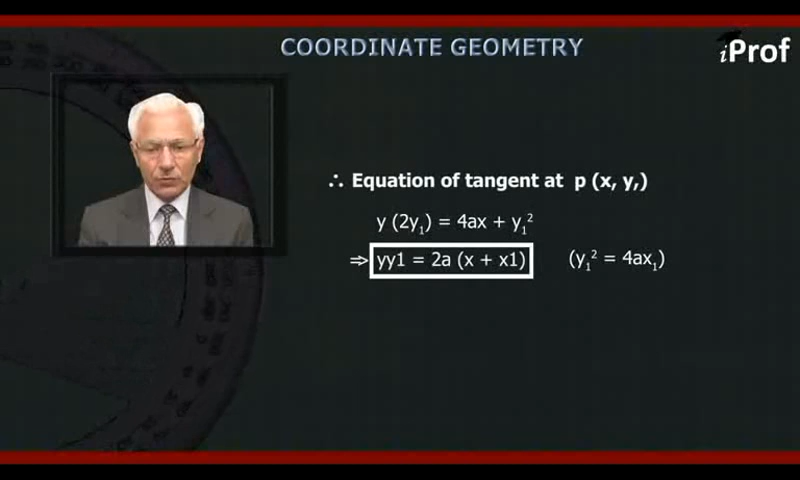 COORDINATE GEOMETRY
iProf
∴ Equation of tangent at p (x, y,)
y (2y₁) = 4ax + y₁²
⇒ yy1 = 2a (x + x1) (y₁² = 4ax₁)